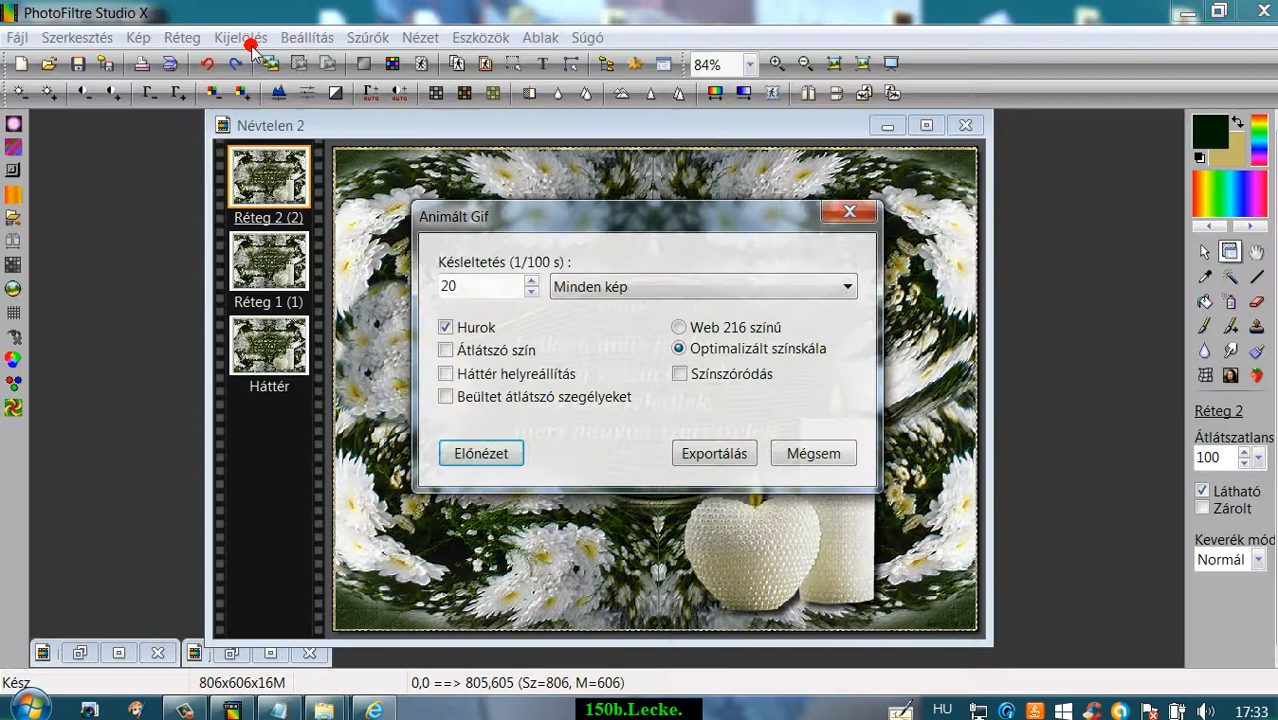 PhotoFiltre Studio X
Fájl Szerkesztés Kép Réteg Kijelölés Beállítás Szűrők Nézet Eszközök Ablak Súgó
84%
Névtelen 2
Réteg 2 (2)
Réteg 1 (1)
Háttér
Animált Gif
Késleltetés (1/100 s) :
20 Minden kép
Hurok Web 216 színű
Átlátszó szín Optimalizált színskála
Háttér helyreállítás Színszóródás
Beültet átlátszó szegélyeket
Előnézet Exportálás Mégsem
Réteg 2
Átlátszatlans
100
Látható
Zárolt
Keverék mód
Normál
Kész 806x606x16M 0,0 ==> 805,605 (Sz=806, M=606)
150b.Lecke.
HU 17:33